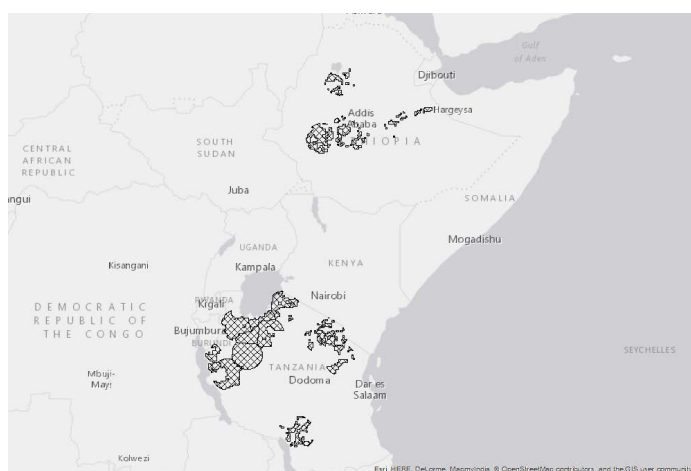 Gulf
of Aden
Djibouti
Addis
Ababa
Hargeysa
CENTRAL
AFRICAN
REPUBLIC
SOUTH
SUDAN
SOMALIA
Juba
Mogadishu
UGANDA
Kisangani
Kampala
KENYA
Kigali
Nairobi
DEMOCRATIC
REPUBLIC OF
THE CONGO
Bujumbura
BURUNDI
SEYCHELLES
Mbuji-
Mayi
TANZANIA
Dodoma
Dar es
Salaam
Kolwezi
Esri, HERE, DeLorme, MapmyIndia, © OpenStreetMap contributors, and the GIS user community